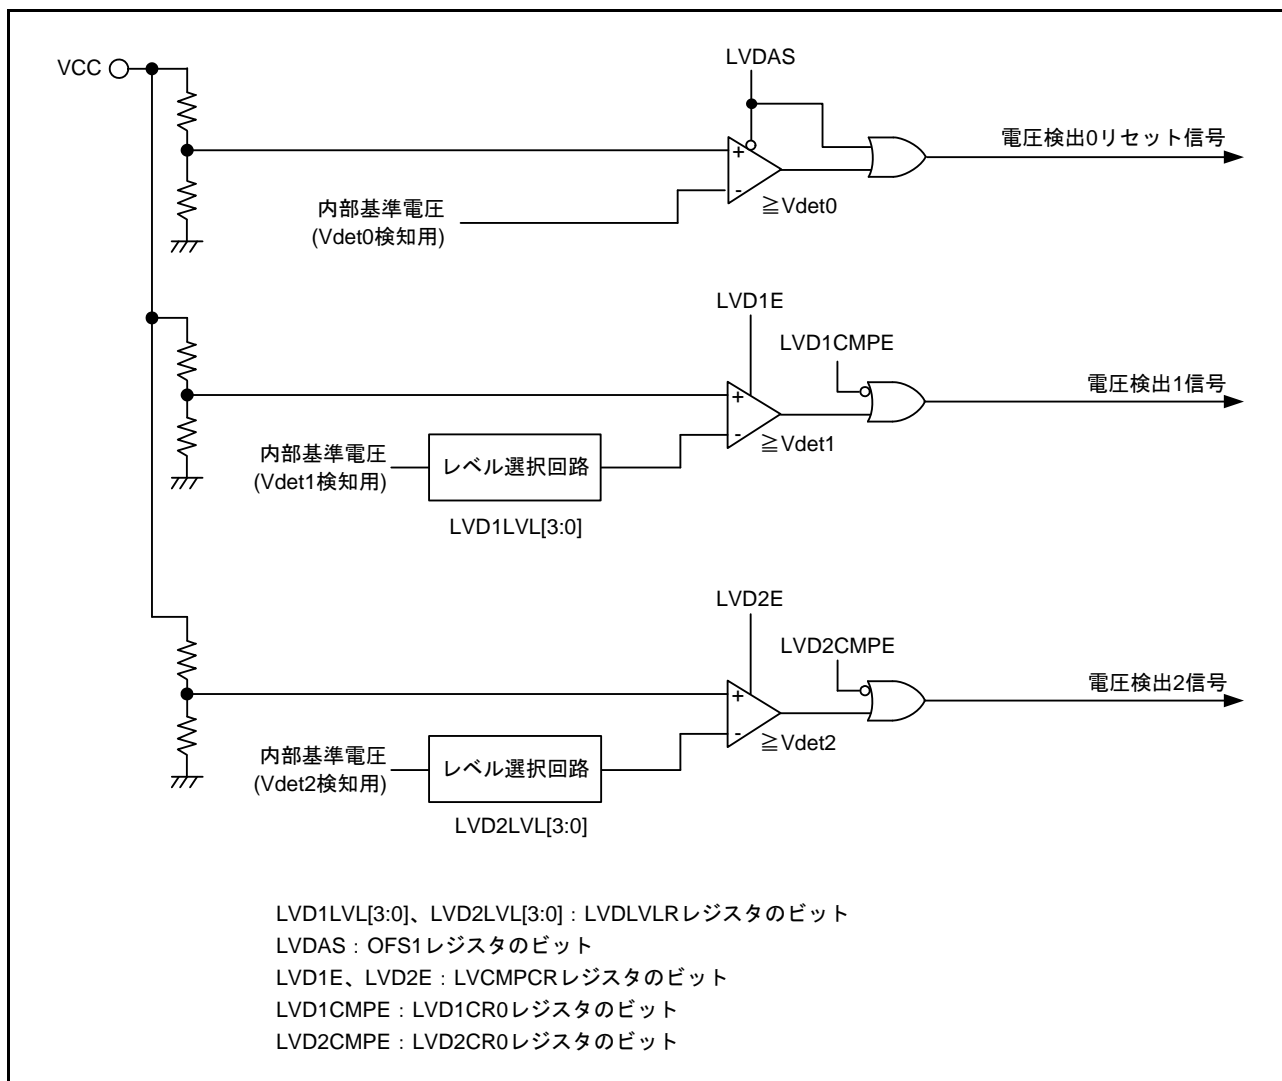 VCC
LVDAS
+
-
≧Vdet0
電圧検出0リセット信号
内部基準電圧
(Vdet0検知用)
LVD1E
LVD1CMPE
+
-
≧Vdet1
電圧検出1信号
内部基準電圧
(Vdet1検知用)
レベル選択回路
LVD1LVL[3:0]
LVD2E
LVD2CMPE
+
-
≧Vdet2
電圧検出2信号
内部基準電圧
(Vdet2検知用)
レベル選択回路
LVD2LVL[3:0]
LVD1LVL[3:0]、LVD2LVL[3:0]：LVDLVLRレジスタのビット
LVDAS：OFS1レジスタのビット
LVD1E、LVD2E：LVCMPCRレジスタのビット
LVD1CMPE：LVD1CR0レジスタのビット
LVD2CMPE：LVD2CR0レジスタのビット